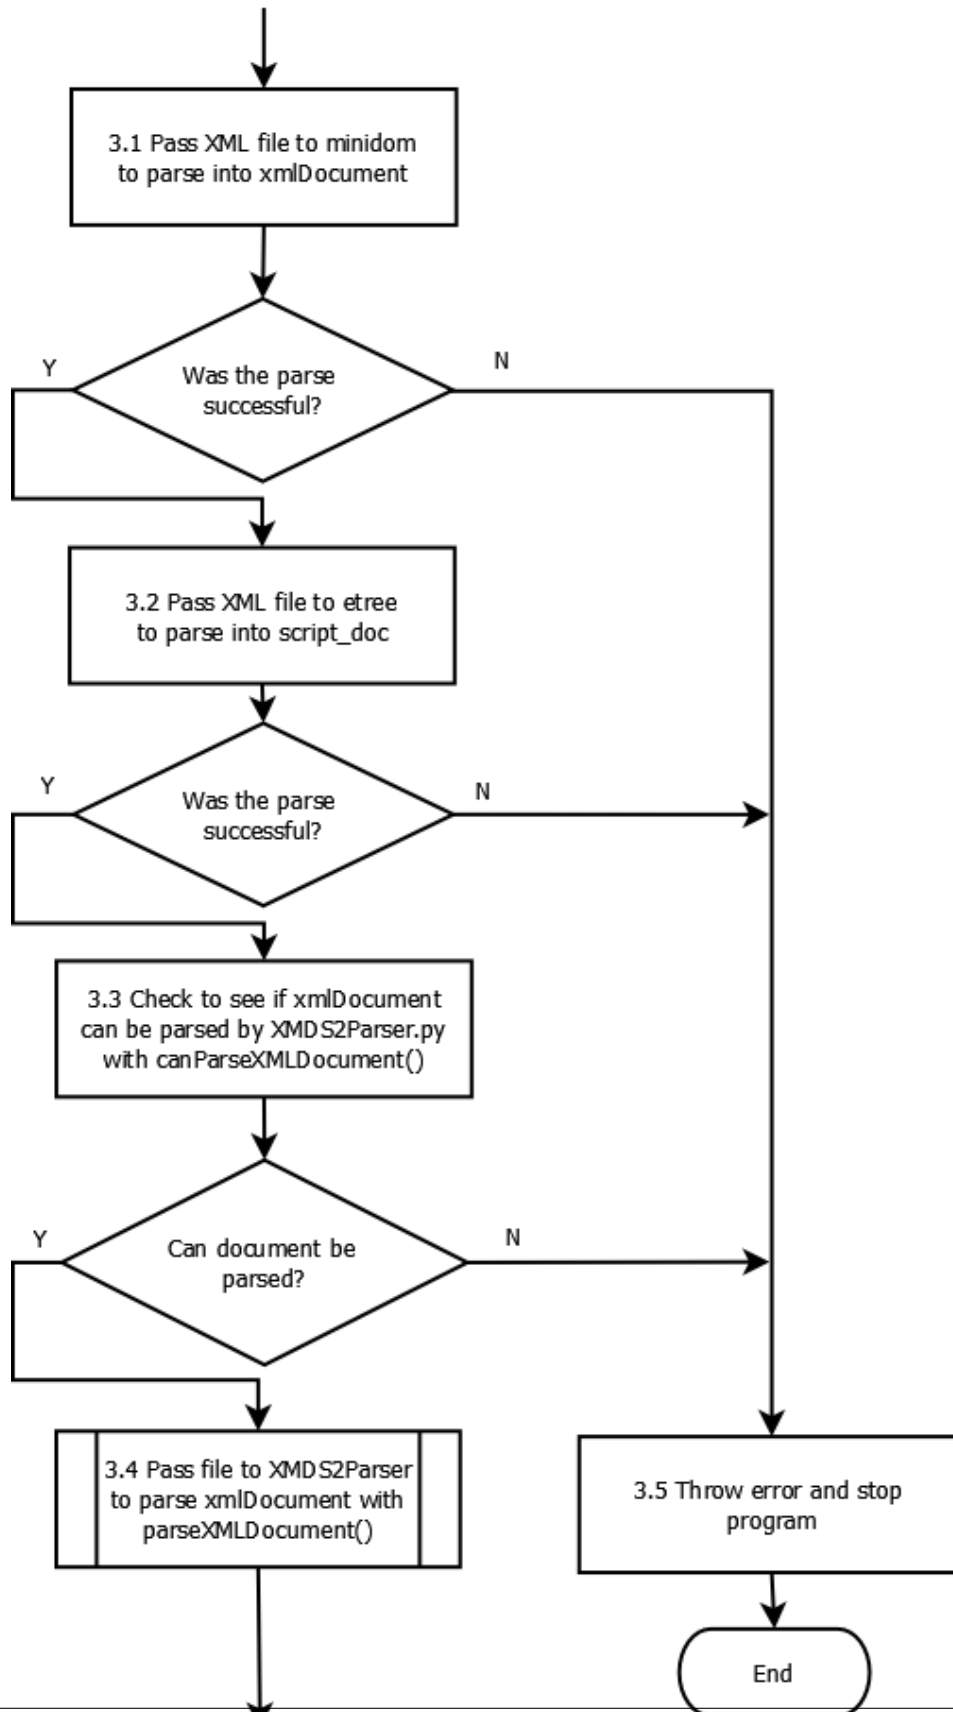 3.1 Pass XML file to minidom
to parse into xmlDocument
Was the parse
successful?
Y
N
3.2 Pass XML file to etree
to parse into script_doc
Was the parse
successful?
Y
N
3.3 Check to see if xmlDocument
can be parsed by XMDS2Parser.py
with canParseXMLDocument()
Can document be
parsed?
Y
N
3.4 Pass file to XMDS2Parser
to parse xmlDocument with
parseXMLDocument()
3.5 Throw error and stop
program
End